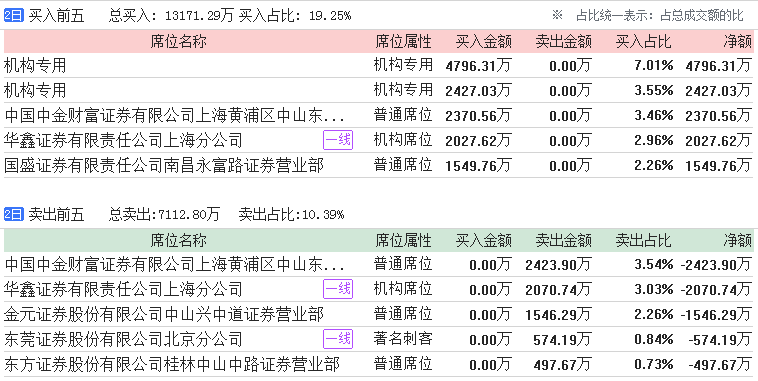 2日 买入前五 总买入: 13171.29万 买入占比: 19.25% ※ 占比统一表示: 占总成交额的比
席位名称 席位属性 买入金额 卖出金额 买入占比 净额
机构专用 机构专用 4796.31万 0.00万 7.01% 4796.31万
机构专用 机构专用 2427.03万 0.00万 3.55% 2427.03万
中国中金财富证券有限公司上海黄浦区中山东... 普通席位 2370.56万 0.00万 3.46% 2370.56万
华鑫证券有限责任公司上海分公司 一线 机构席位 2027.62万 0.00万 2.96% 2027.62万
国盛证券有限责任公司南昌永富路证券营业部 普通席位 1549.76万 0.00万 2.26% 1549.76万
2日 卖出前五 总卖出:7112.80万 卖出占比:10.39%
席位名称 席位属性 买入金额 卖出金额 卖出占比 净额
中国中金财富证券有限公司上海黄浦区中山东... 普通席位 0.00万 2423.90万 3.54% -2423.90万
华鑫证券有限责任公司上海分公司 一线 机构席位 0.00万 2070.74万 3.03% -2070.74万
金元证券股份有限公司中山兴中道证券营业部 普通席位 0.00万 1546.29万 2.26% -1546.29万
东莞证券股份有限公司北京分公司 一线 著名刺客 0.00万 574.19万 0.84% -574.19万
东方证券股份有限公司桂林中山中路证券营业部 普通席位 0.00万 497.67万 0.73% -497.67万